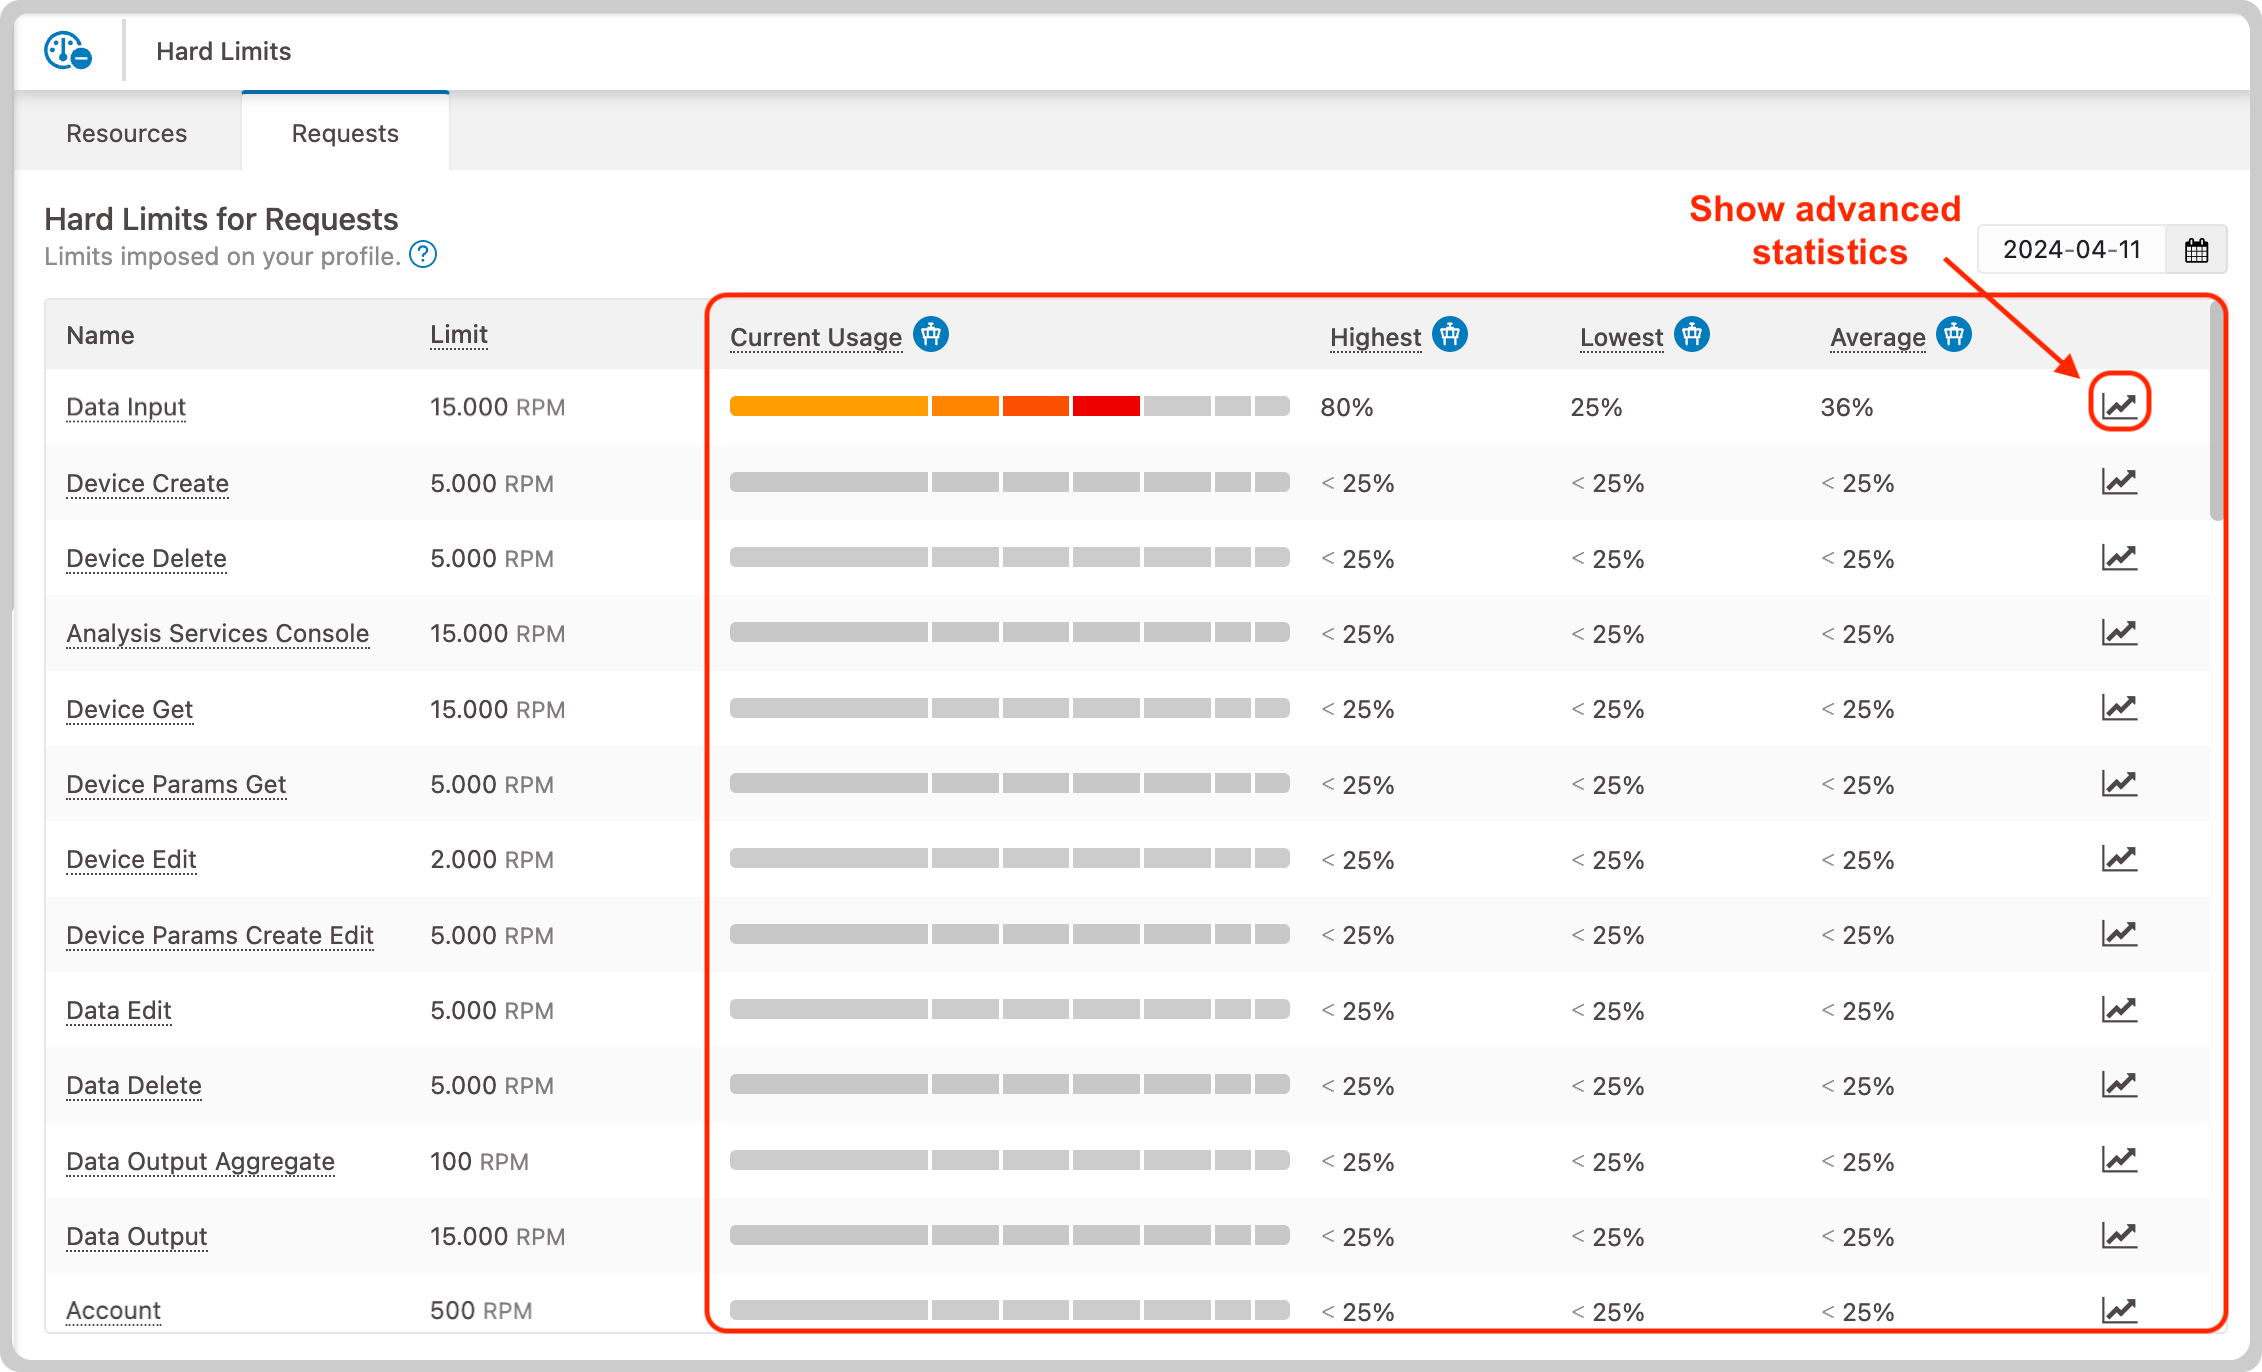 Hard Limits
Resources
Requests
Hard Limits for Requests
Limits imposed on your profile. ?
Show advanced
statistics
2024-04-11
Name Limit Current Usage Highest Lowest Average
Data Input 15.000 RPM 80% 25% 36%
Device Create 5.000 RPM < 25% < 25% < 25%
Device Delete 5.000 RPM < 25% < 25% < 25%
Analysis Services Console 15.000 RPM < 25% < 25% < 25%
Device Get 15.000 RPM < 25% < 25% < 25%
Device Params Get 5.000 RPM < 25% < 25% < 25%
Device Edit 2.000 RPM < 25% < 25% < 25%
Device Params Create Edit 5.000 RPM < 25% < 25% < 25%
Data Edit 5.000 RPM < 25% < 25% < 25%
Data Delete 5.000 RPM < 25% < 25% < 25%
Data Output Aggregate 100 RPM < 25% < 25% < 25%
Data Output 15.000 RPM < 25% < 25% < 25%
Account 500 RPM < 25% < 25% < 25%